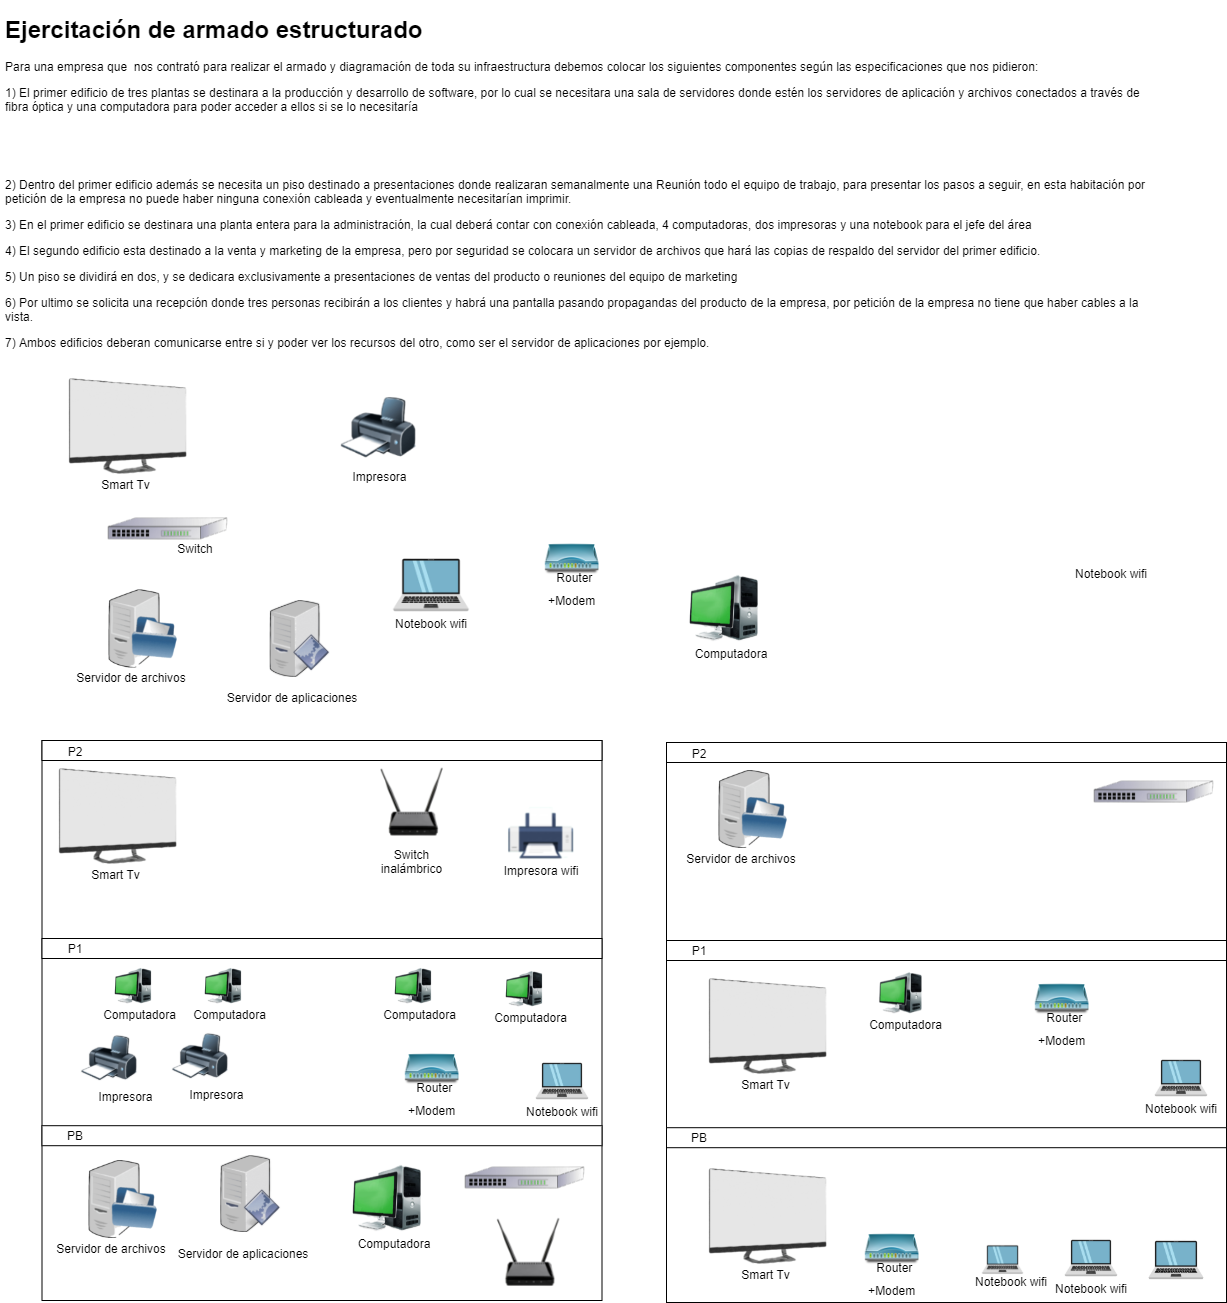 Ejercitación de armado estructurado
Para una empresa que  nos contrató para realizar el armado y diagramación de toda su infraestructura debemos colocar los siguientes componentes según las especificaciones que nos pidieron:
1) El primer edificio de tres plantas se destinara a la producción y desarrollo de software, por lo cual se necesitara una sala de servidores donde estén los servidores de aplicación y archivos conectados a través de
fibra óptica y una computadora para poder acceder a ellos si se lo necesitaría
2) Dentro del primer edificio además se necesita un piso destinado a presentaciones donde realizaran semanalmente una Reunión todo el equipo de trabajo, para presentar los pasos a seguir, en esta habitación por
petición de la empresa no puede haber ninguna conexión cableada y eventualmente necesitarían imprimir.
3) En el primer edificio se destinara una planta entera para la administración, la cual deberá contar con conexión cableada, 4 computadoras, dos impresoras y una notebook para el jefe del área
4) El segundo edificio esta destinado a la venta y marketing de la empresa, pero por seguridad se colocara un servidor de archivos que hará las copias de respaldo del servidor del primer edificio.
5) Un piso se dividirá en dos, y se dedicara exclusivamente a presentaciones de ventas del producto o reuniones del equipo de marketing
6) Por ultimo se solicita una recepción donde tres personas recibirán a los clientes y habrá una pantalla pasando propagandas del producto de la empresa, por petición de la empresa no tiene que haber cables a la
vista.
7) Ambos edificios deberan comunicarse entre si y poder ver los recursos del otro, como ser el servidor de aplicaciones por ejemplo.
Smart Tv
Impresora
Switch
Router
+Modem
Notebook wifi
Notebook wifi
Computadora
Servidor de archivos
Servidor de aplicaciones
P2
Smart Tv
Switch
inalámbrico
Impresora wifi
P1
Computadora
Computadora
Computadora
Computadora
Impresora
Impresora
Router
+Modem
Notebook wifi
PB
Servidor de archivos
Servidor de aplicaciones
Computadora
P2
Servidor de archivos
P1
Smart Tv
Computadora
Router
+Modem
Notebook wifi
PB
Smart Tv
Router
+Modem
Notebook wifi
Notebook wifi